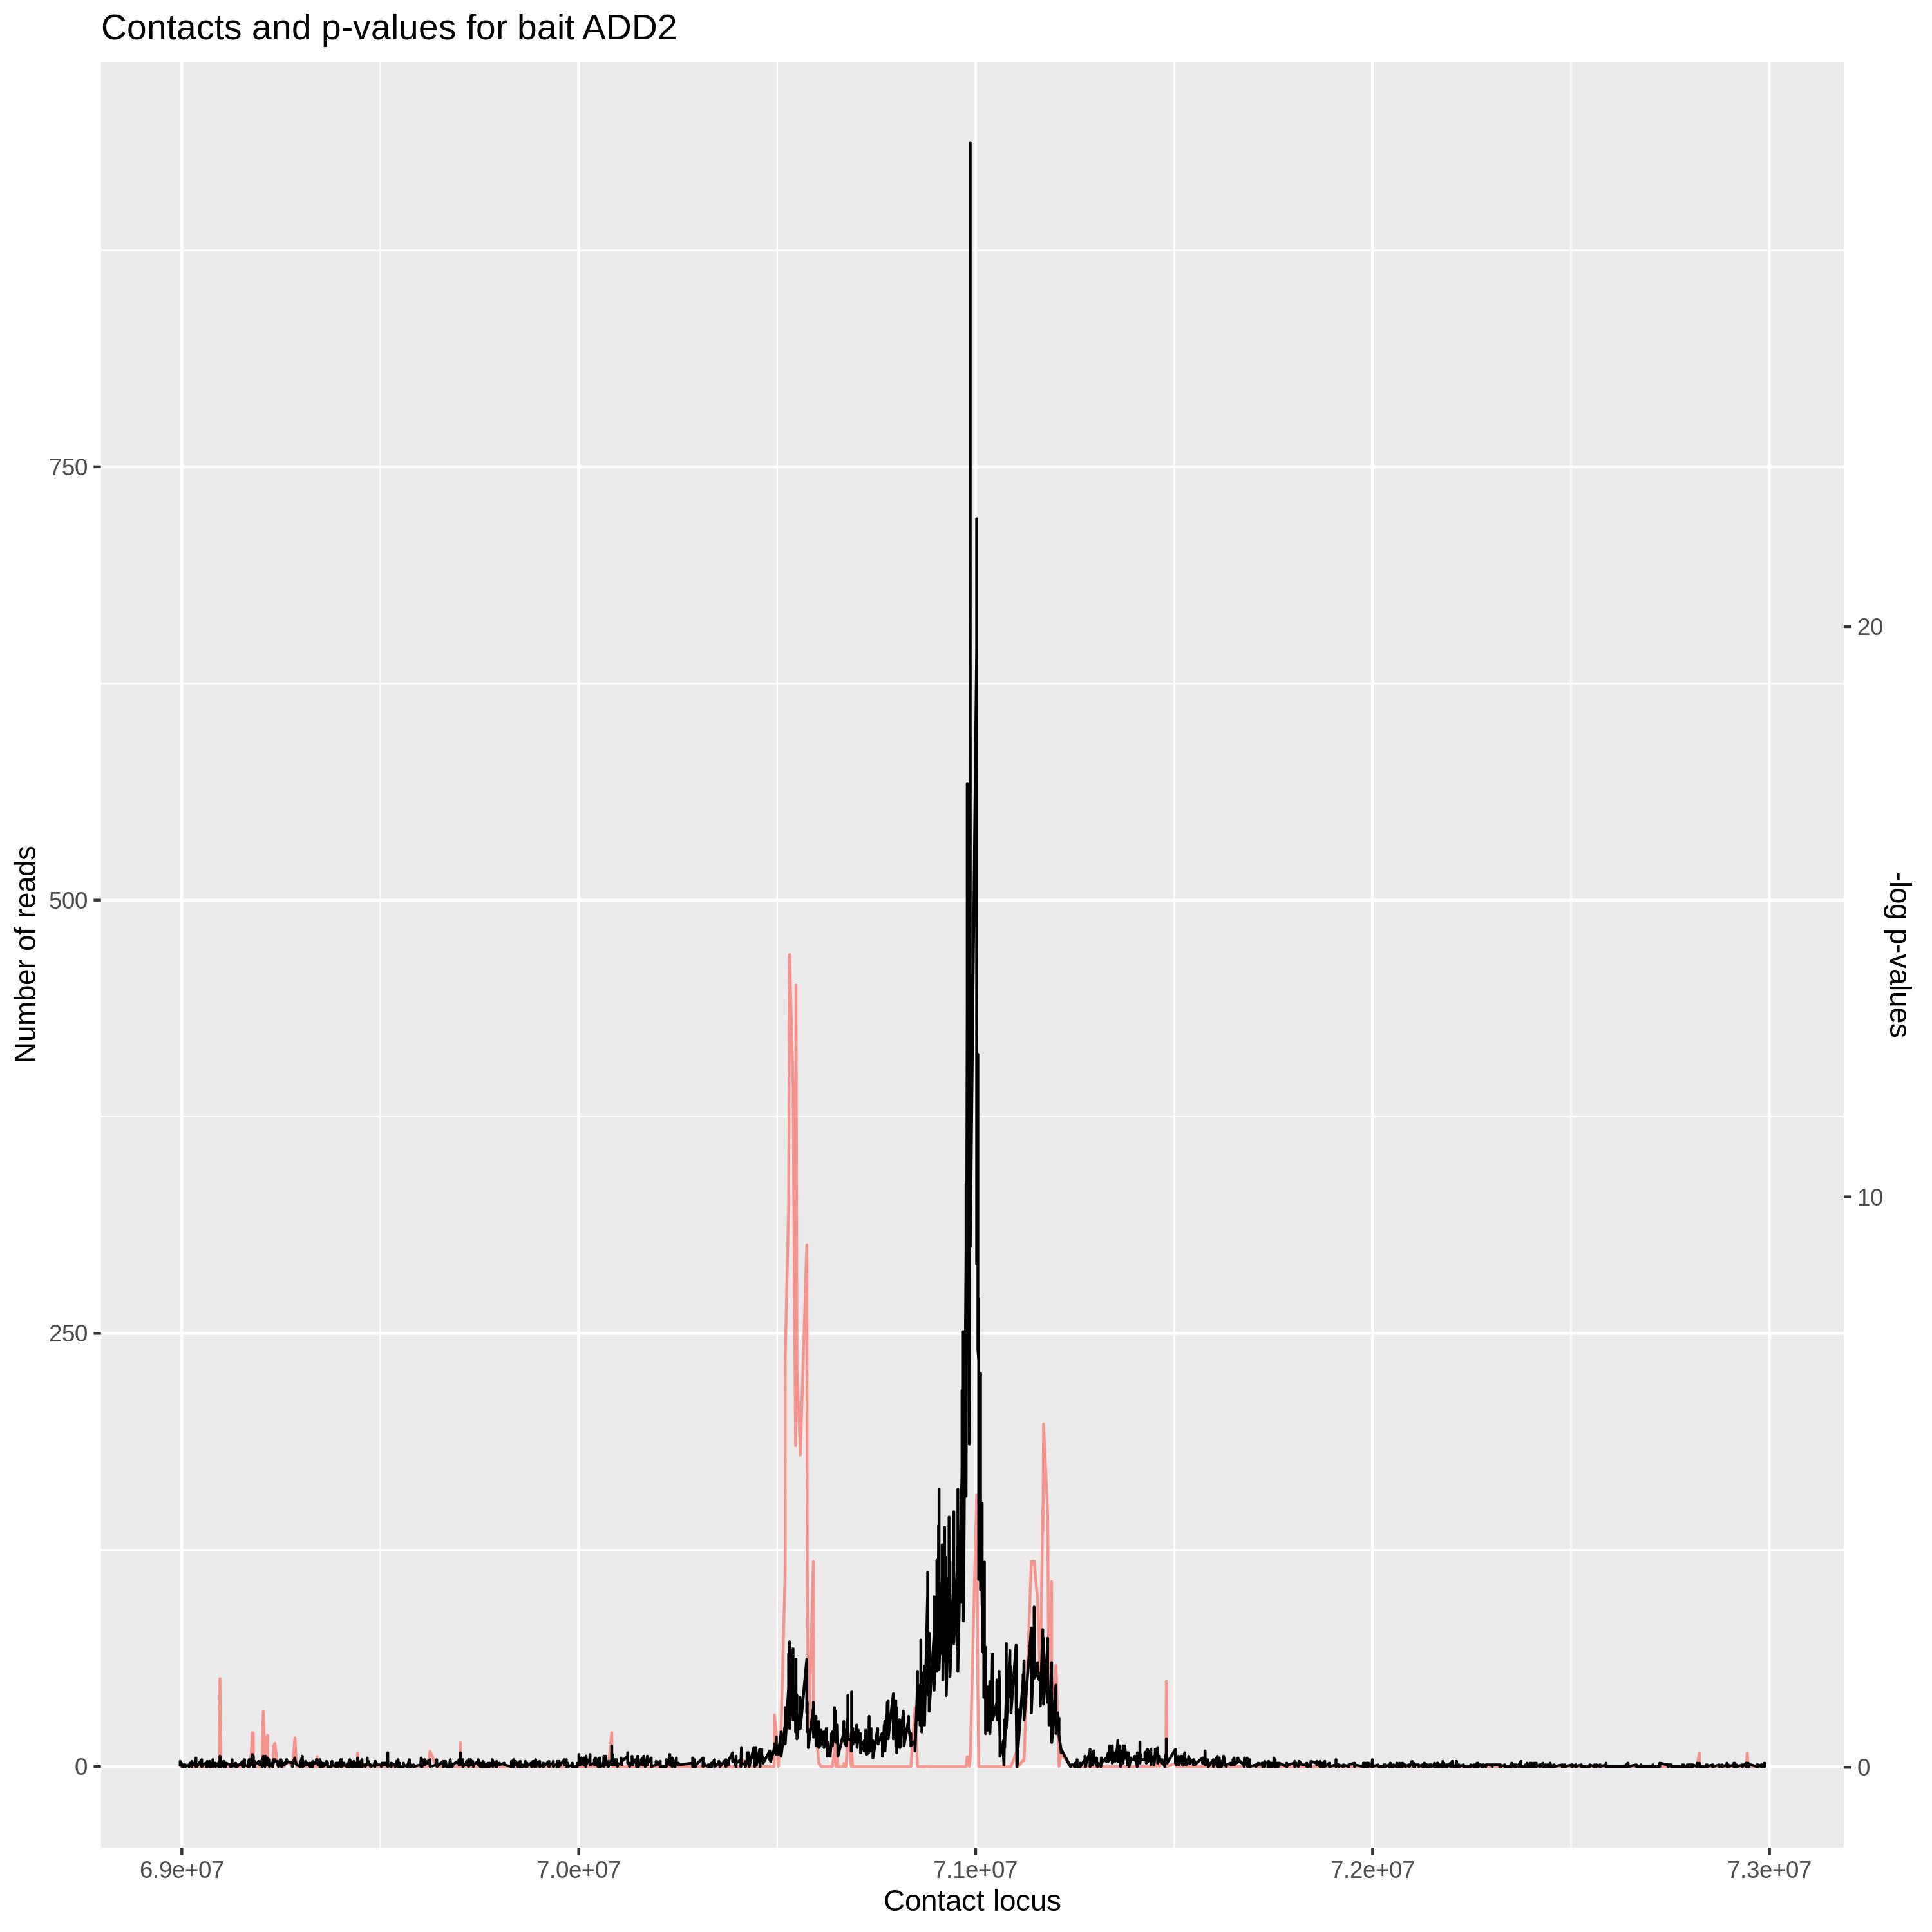 Contacts and p-values for bait ADD2
750
500
250
0
Number of reads
20
10
0
-log p-values
6.9e+07
7.0e+07
7.1e+07
7.2e+07
7.3e+07
Contact locus